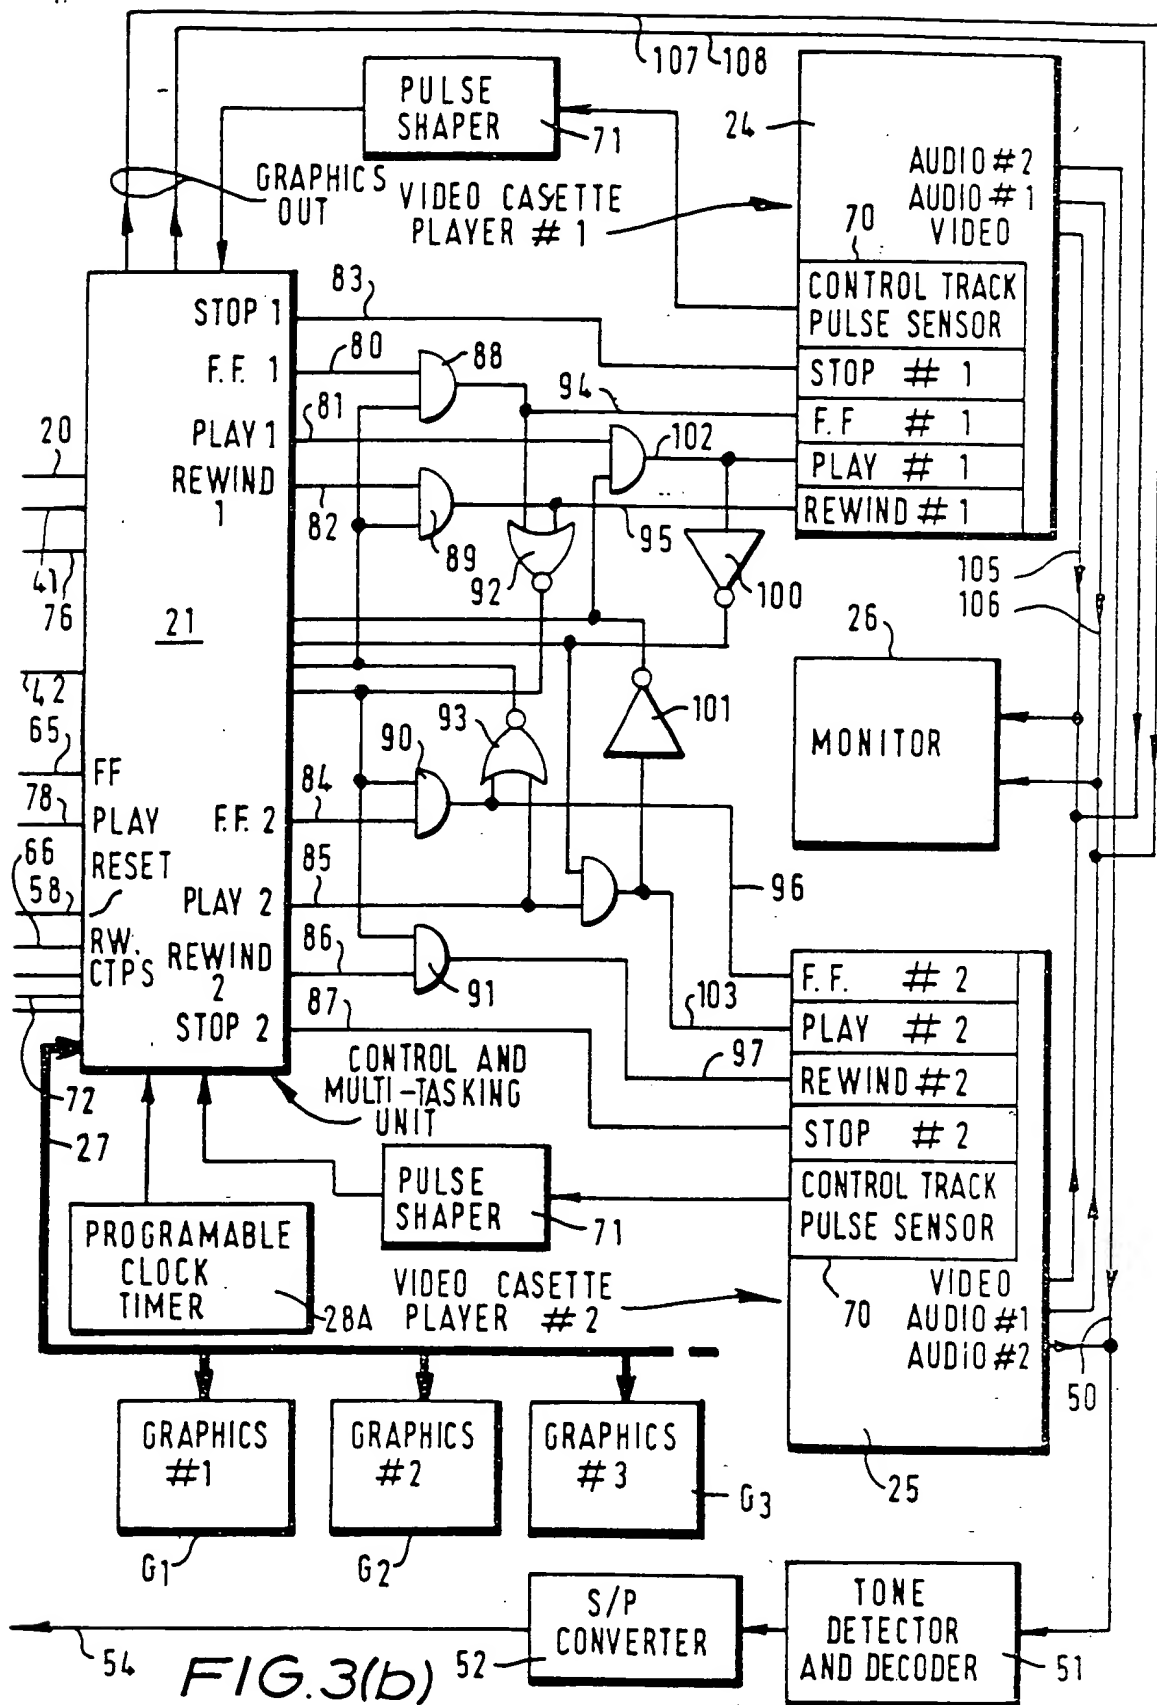 107
108
PULSE
SHAPER
71
24
AUDIO #2
AUDIO #1
VIDEO
GRAPHICS
OUT
VIDEO CASETTE
PLAYER # 1
70
CONTROL TRACK
PULSE SENSOR
STOP # 1
F.F # 1
PLAY # 1
REWIND # 1
83
STOP 1
80
88
F.F. 1
94
81
PLAY 1
102
20
REWIND
1
82
89
95
92
100
41
76
21
105
106
26
42
93
101
90
MONITOR
65
FF
78
PLAY
84
F.F. 2
66
RESET
85
96
58
PLAY 2
RW.
CTPS
REWIND
2
86
91
F.F. # 2
87
103
PLAY # 2
STOP 2
97
REWIND # 2
CONTROL AND
MULTI-TASKING
UNIT
STOP # 2
72
27
PULSE
SHAPER
71
CONTROL TRACK
PULSE SENSOR
PROGRAMABLE
CLOCK
TIMER
28A
VIDEO CASETTE
PLAYER # 2
70
VIDEO
AUDIO #1
AUDIO #2
50
GRAPHICS
#1
GRAPHICS
#2
GRAPHICS
#3
25
G1
G2
G3
S/P
CONVERTER
52
TONE
DETECTOR
AND DECODER
51
54
FIG.3(b)